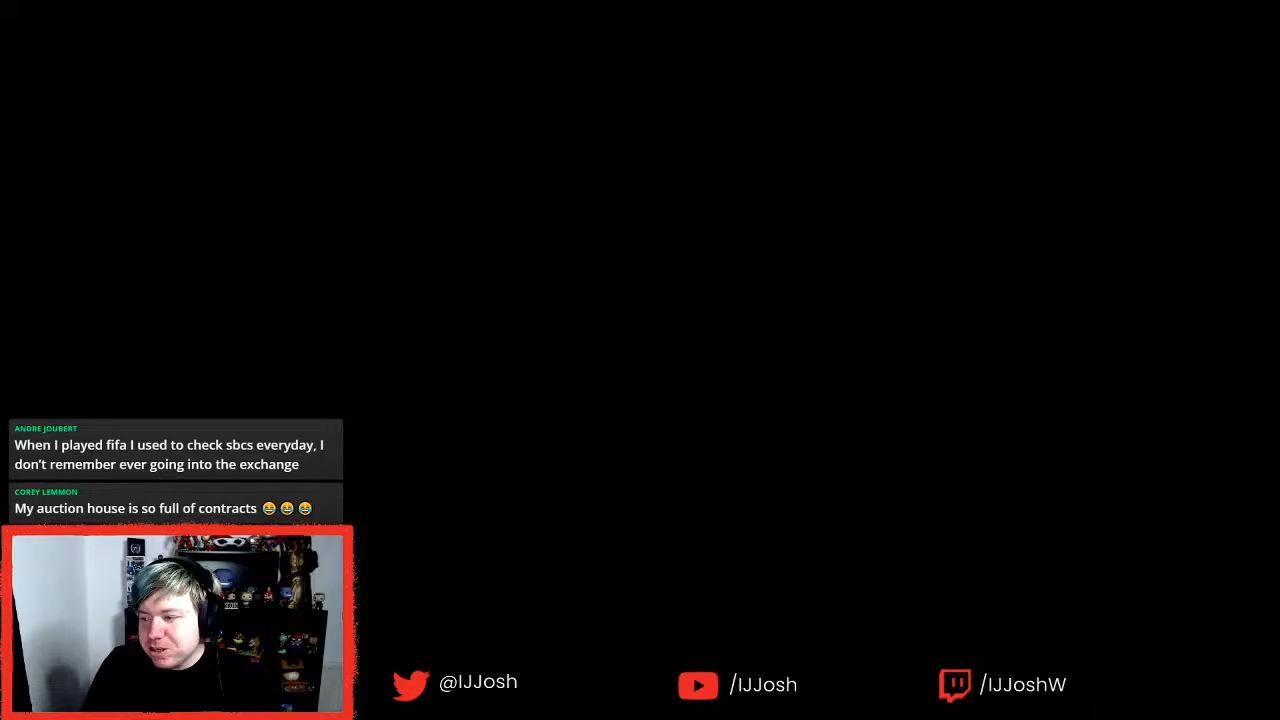 ANDRE JOUBERT
When I played fifa I used to check sbcs everyday, I
don't remember ever going into the exchange
COREY LEMMON
My auction house is so full of contracts 😂 😂 😂
@IJJosh
/IJJosh
/IJJoshW